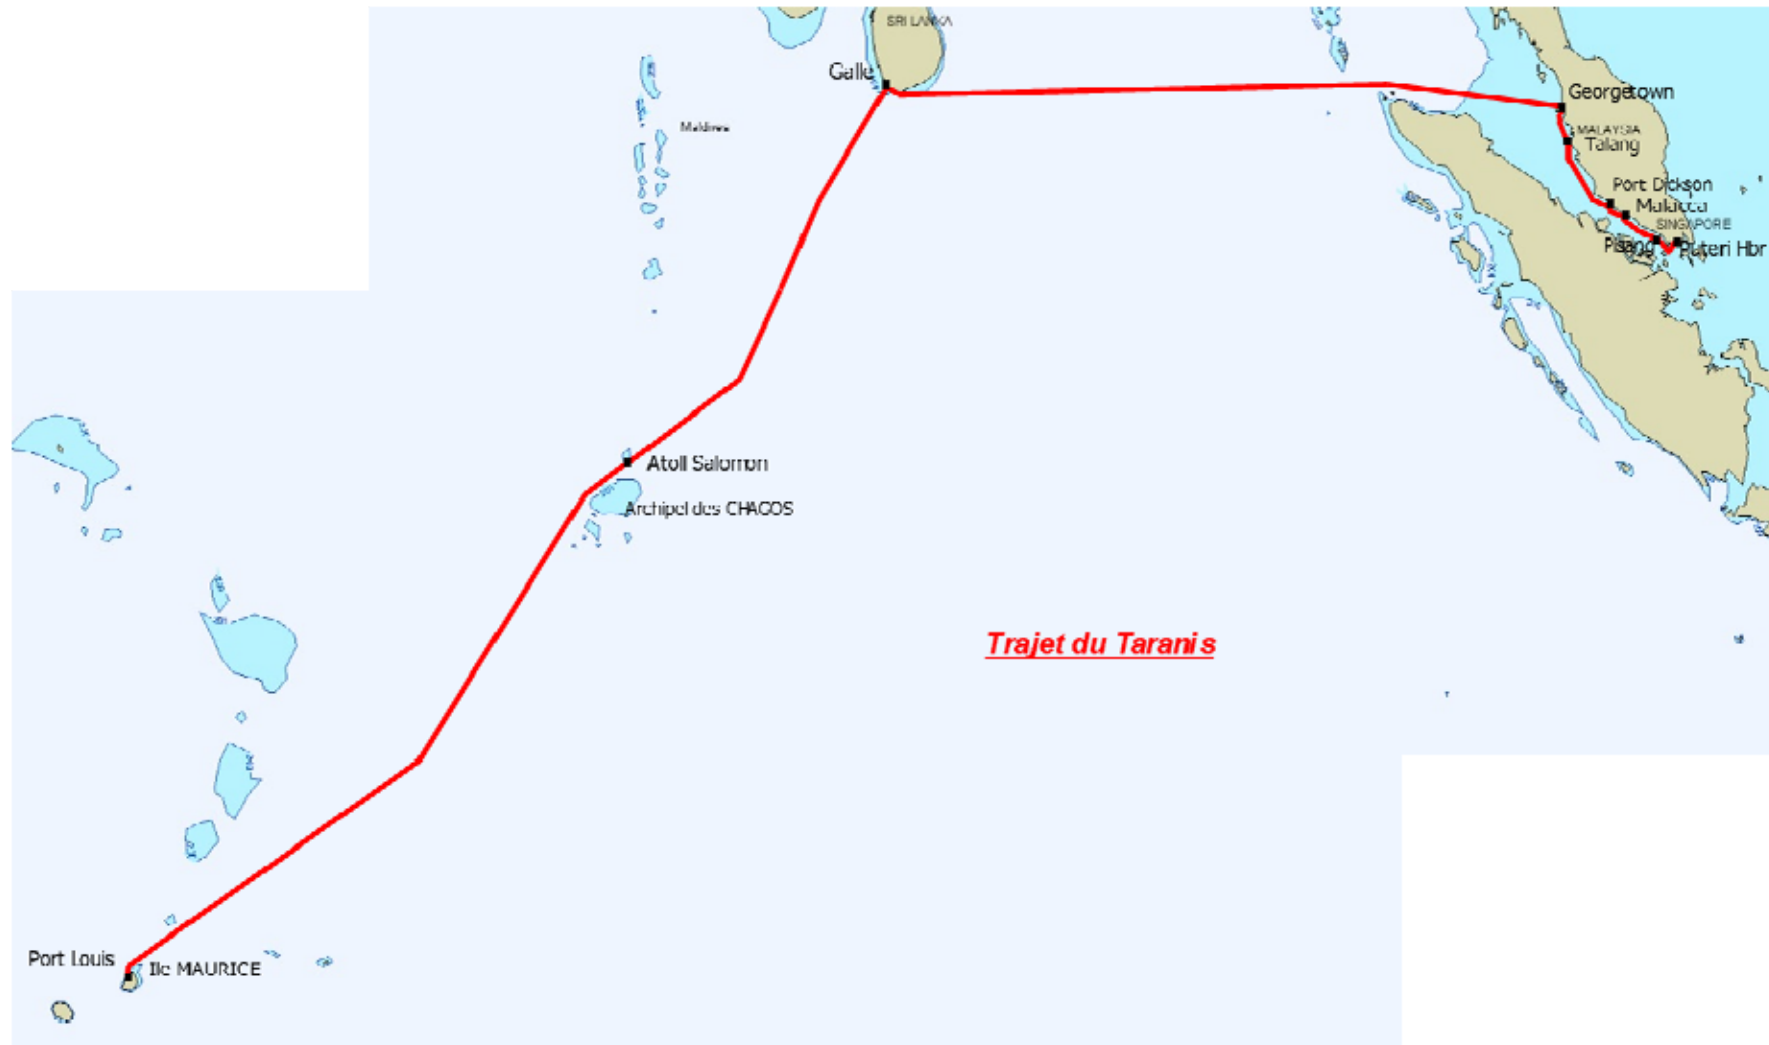 SRI LANKA
Galle
Georgetown
Maldives
MALAYSIA
Talang
Port Dickson
Malacca
SINGAPORE
Pisang
Puteri Hbr
Atoll Salomon
Archipel des CHAGOS
Trajet du Taranis
Port Louis
Ile MAURICE